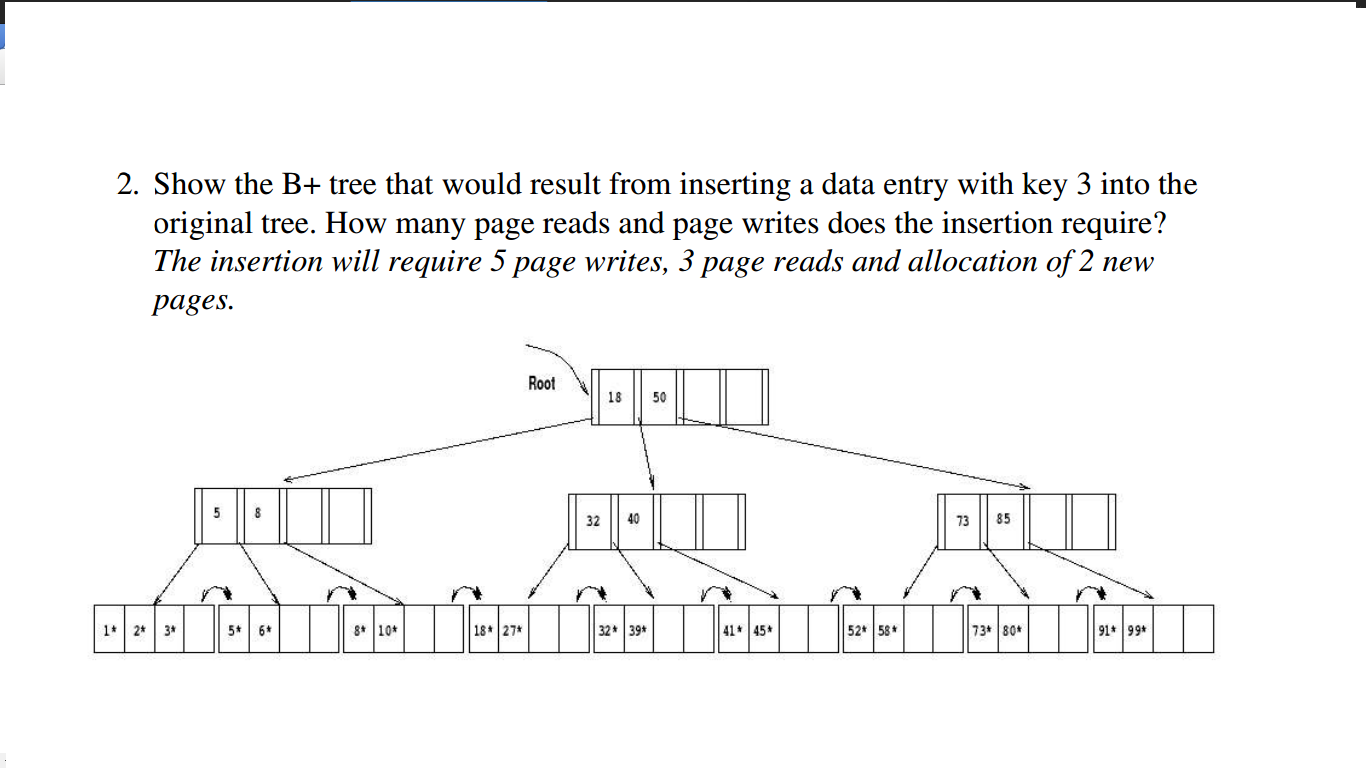 2. Show the B+ tree that would result from inserting a data entry with key 3 into the
original tree. How many page reads and page writes does the insertion require?
The insertion will require 5 page writes, 3 page reads and allocation of 2 new
pages.
Root
18 50
5 8
32 40
73 85
1* 2* 3* 5* 6* 8* 10* 18* 27* 32* 39* 41* 45* 52* 58* 73* 80* 91* 99*